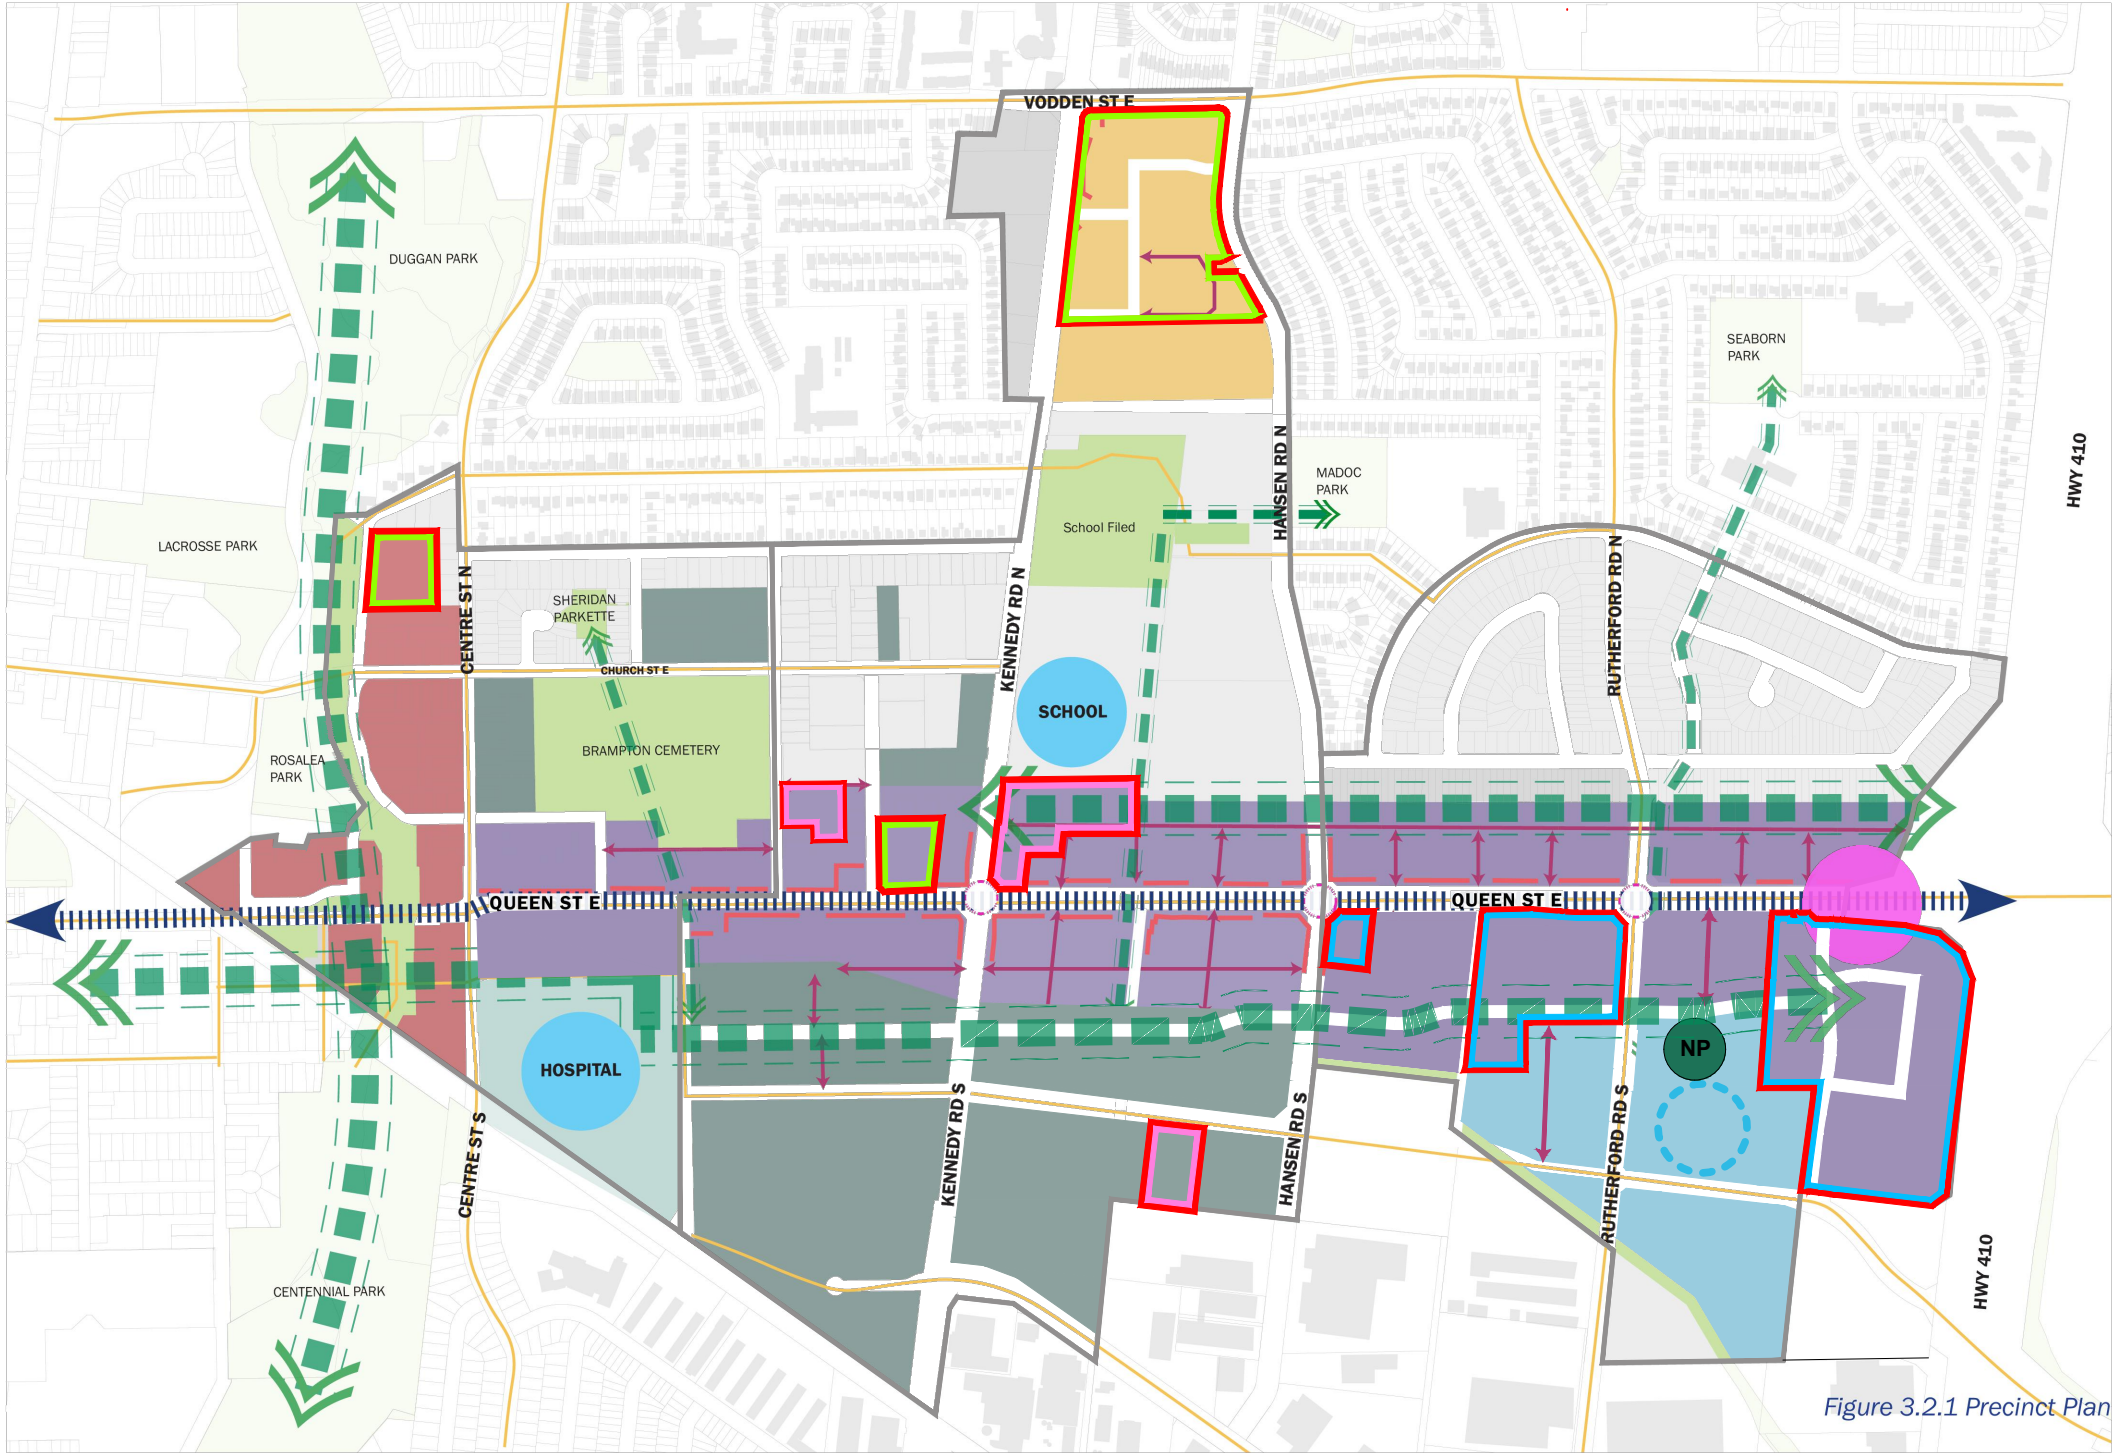 VODDEN ST E
DUGGAN PARK
SEABORN
PARK
HWY 410
HANSEN RD N
MADOC
PARK
School Filed
LACROSSE PARK
CENTRE ST N
SHERIDAN
PARKETTE
KENNEDY RD N
RUTHERFORD RD N
CHURCH ST E
SCHOOL
BRAMPTON CEMETERY
ROSALEA
PARK
QUEEN ST E
QUEEN ST E
HOSPITAL
NP
CENTRE ST S
KENNEDY RD S
HANSEN RD S
RUTHERFORD RD S
HWY 410
CENTENNIAL PARK
Figure 3.2.1 Precinct Plan